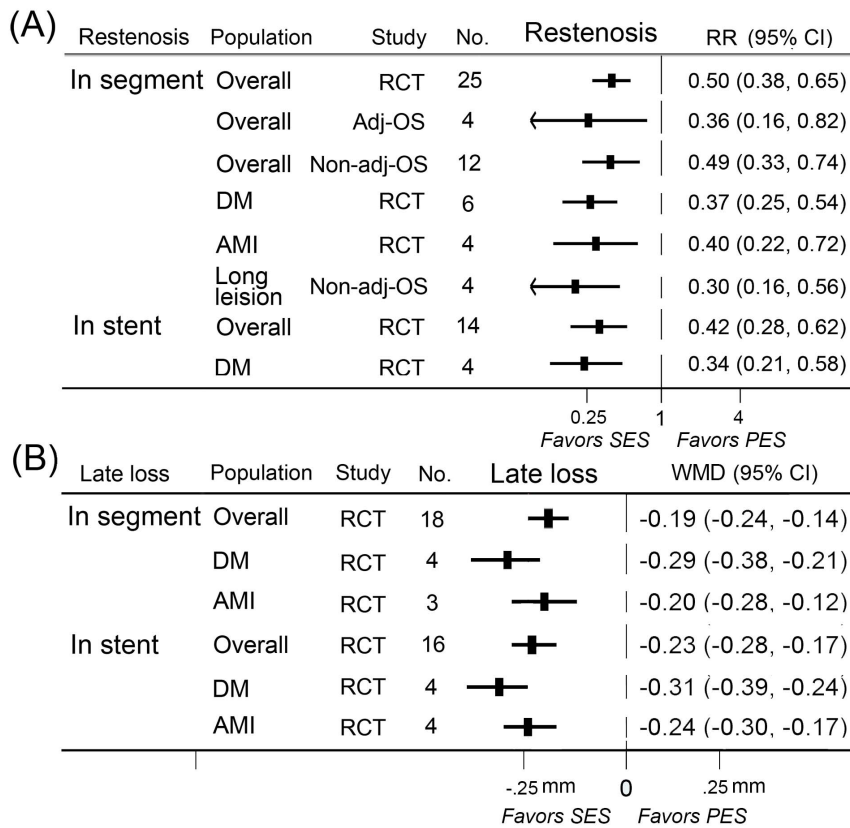 (A)
Restenosis Population Study No. Restenosis RR (95% CI)
In segment Overall RCT 25 0.50 (0.38, 0.65)
Overall Adj-OS 4 0.36 (0.16, 0.82)
Overall Non-adj-OS 12 0.49 (0.33, 0.74)
DM RCT 6 0.37 (0.25, 0.54)
AMI RCT 4 0.40 (0.22, 0.72)
Long
leision Non-adj-OS 4 0.30 (0.16, 0.56)
In stent Overall RCT 14 0.42 (0.28, 0.62)
DM RCT 4 0.34 (0.21, 0.58)
0.25 1 4
Favors SES Favors PES
(B)
Late loss Population Study No. Late loss WMD (95% CI)
In segment Overall RCT 18 -0.19 (-0.24, -0.14)
DM RCT 4 -0.29 (-0.38, -0.21)
AMI RCT 3 -0.20 (-0.28, -0.12)
In stent Overall RCT 16 -0.23 (-0.28, -0.17)
DM RCT 4 -0.31 (-0.39, -0.24)
AMI RCT 4 -0.24 (-0.30, -0.17)
-.25 mm 0 .25 mm
Favors SES Favors PES